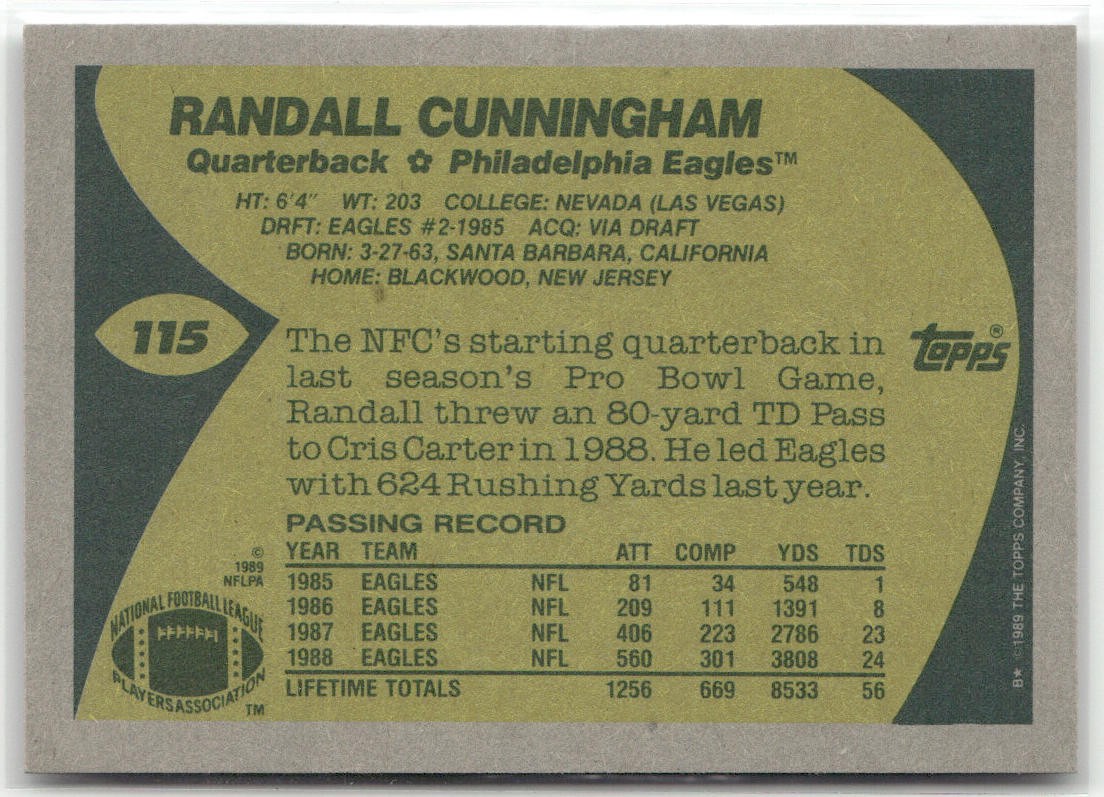 RANDALL CUNNINGHAM
Quarterback ✩ Philadelphia Eagles™
HT: 6'4" WT: 203 COLLEGE: NEVADA (LAS VEGAS)
DRFT: EAGLES #2-1985 ACQ: VIA DRAFT
BORN: 3-27-63, SANTA BARBARA, CALIFORNIA
HOME: BLACKWOOD, NEW JERSEY
115
The NFC's starting quarterback in
last season's Pro Bowl Game,
Randall threw an 80-yard TD Pass
to Cris Carter in 1988. He led Eagles
with 624 Rushing Yards last year.
topps®
PASSING RECORD
YEAR TEAM ATT COMP YDS TDS
1985 EAGLES NFL 81 34 548 1
1986 EAGLES NFL 209 111 1391 8
1987 EAGLES NFL 406 223 2786 23
1988 EAGLES NFL 560 301 3808 24
LIFETIME TOTALS 1256 669 8533 56
©
1989
NFLPA
NATIONAL FOOTBALL LEAGUE
PLAYERS ASSOCIATION
TM
B* ©1989 THE TOPPS COMPANY, INC.